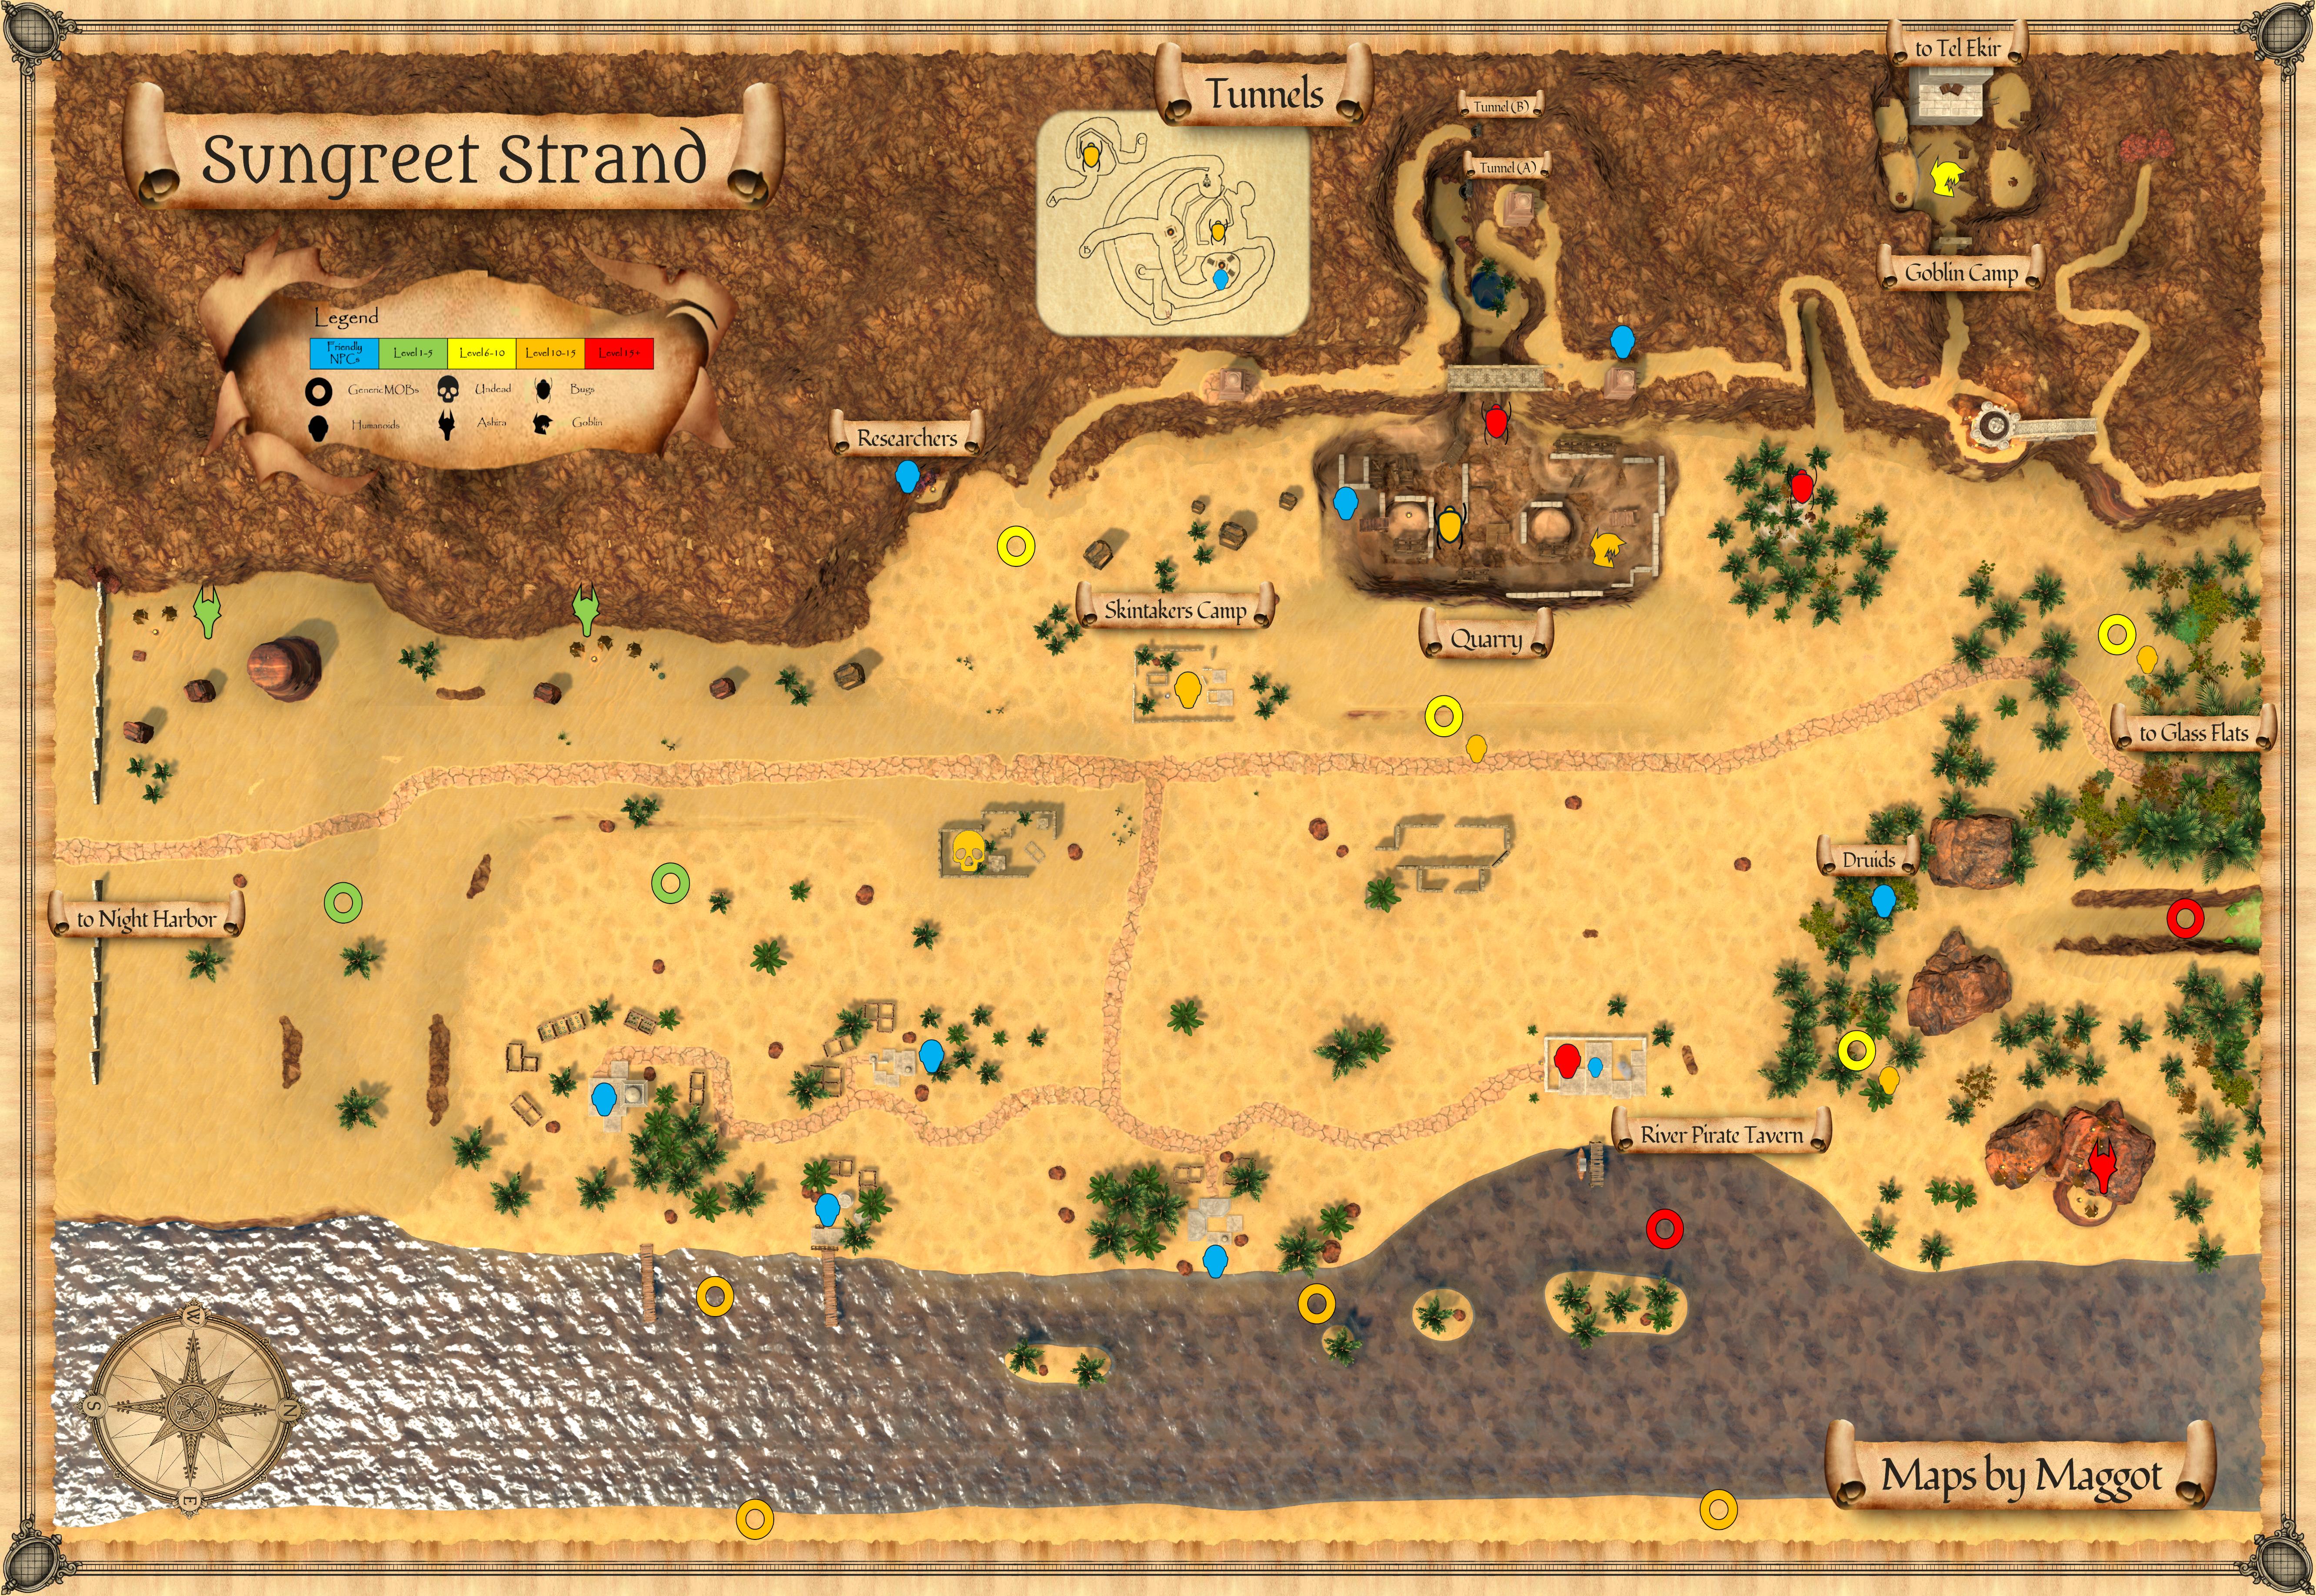 to Tel Ekir
Tunnels
Tunnel (B)
Sungreet Strand
Tunnel (A)
A
B
Goblin Camp
Legend
Friendly
NPCs
Level 1-5
Level 6-10
Level 10-15
Level 15+
Generic MOBs
Undead
Bugs
Humanoids
Ashira
Goblin
Researchers
Skintakers Camp
Quarry
to Glass Flats
Druids
to Night Harbor
River Pirate Tavern
W
S
N
E
Maps by Maggot